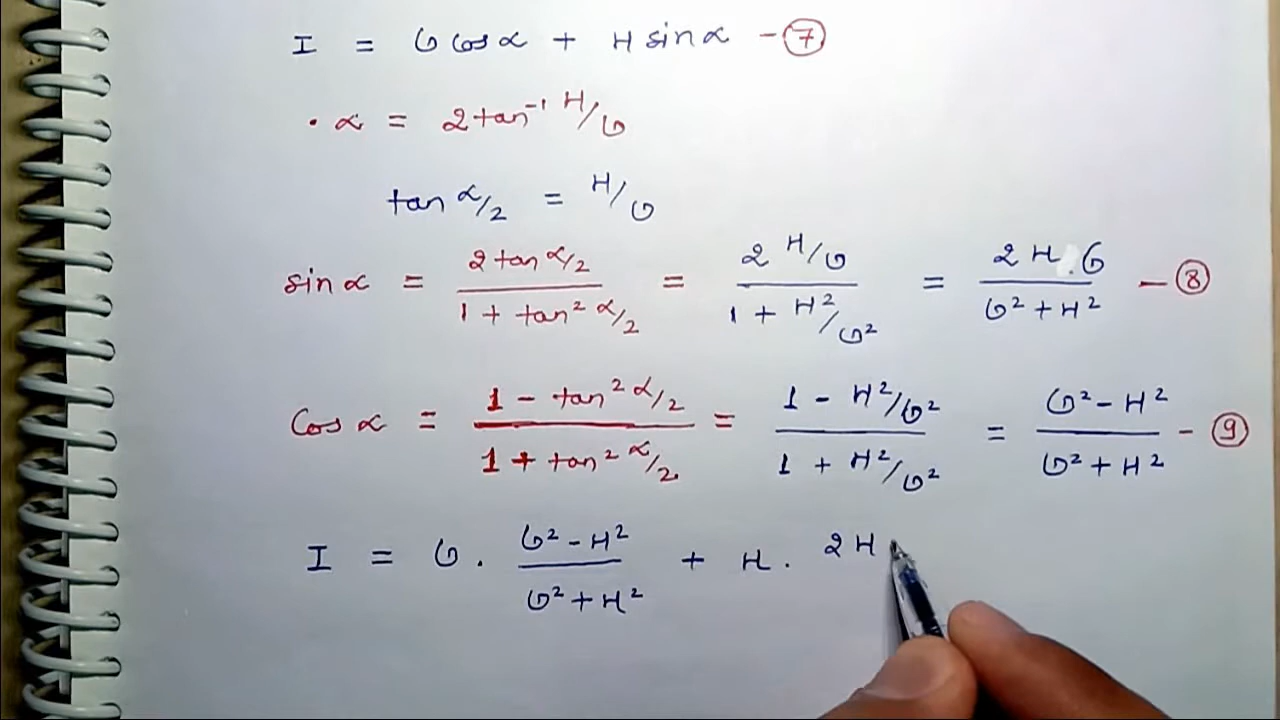 I = G cos α + H sin α - ⑦
· α = 2 tan⁻¹ H/G
tan α/2 = H/G
sin α = 2 tan α/2 / 1 + tan² α/2 = 2 H/G / 1 + H²/G² = 2 H . G / G² + H² - ⑧
Cos α = 1 - tan² α/2 / 1 + tan² α/2 = 1 - H²/G² / 1 + H²/G² = G² - H² / G² + H² - ⑨
I = G . G² - H² / G² + H² + H . 2 H